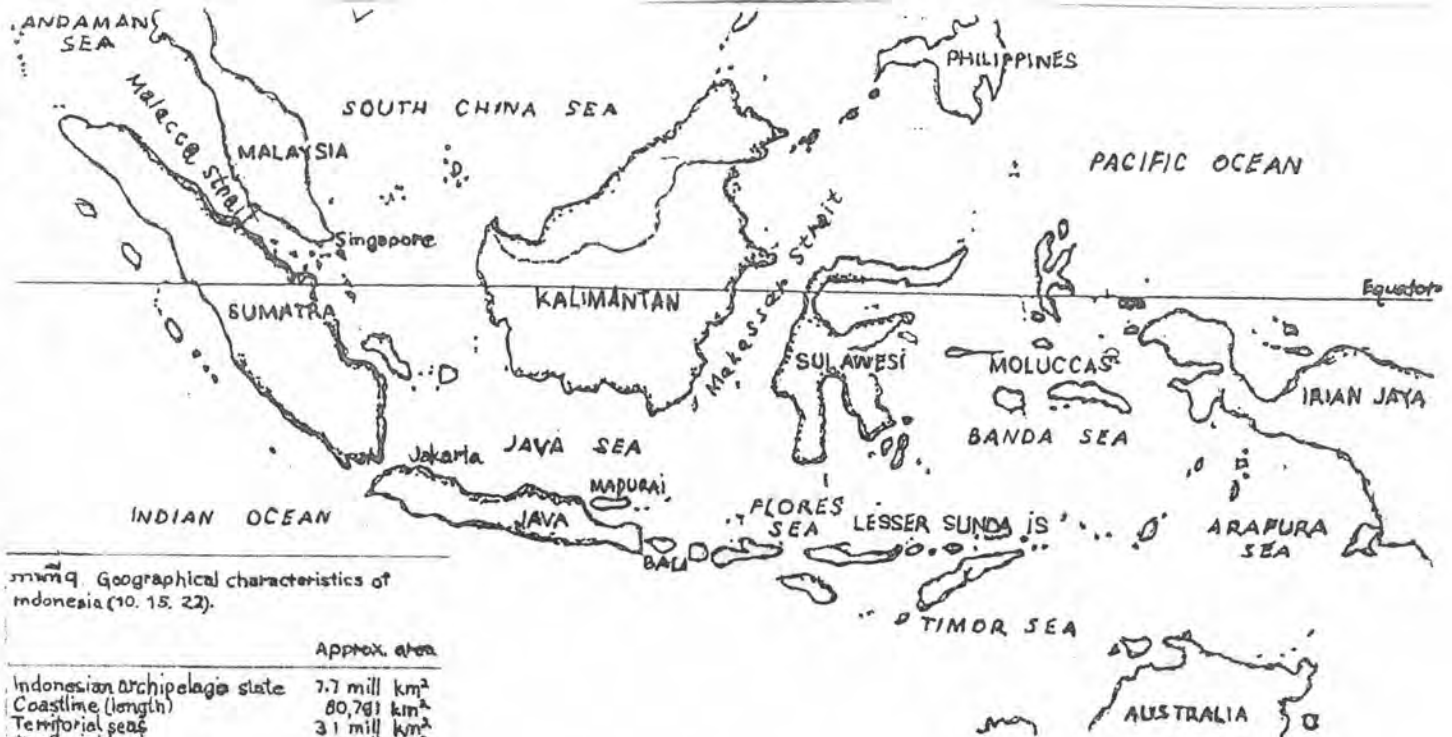 ANDAMAN
SEA
PHILIPPINES
Malacca Strait
SOUTH CHINA SEA
MALAYSIA
PACIFIC OCEAN
Singapore
Makassar Strait
Equator
SUMATRA
KALIMANTAN
SULAWESI
MOLUCCAS
IRIAN JAYA
BANDA SEA
JAVA SEA
Jakarta
MADURAI
INDIAN OCEAN
JAVA
FLORES
SEA
LESSER SUNDA IS
ARAFURA
SEA
BALI
TIMOR SEA
AUSTRALIA
Geographical characteristics of
Indonesia (10. 15. 22).
Approx. area
Indonesian archipelago state 7.7 mill km²
Coastline (length) 80,791 km²
Territorial seas 3.1 mill km²